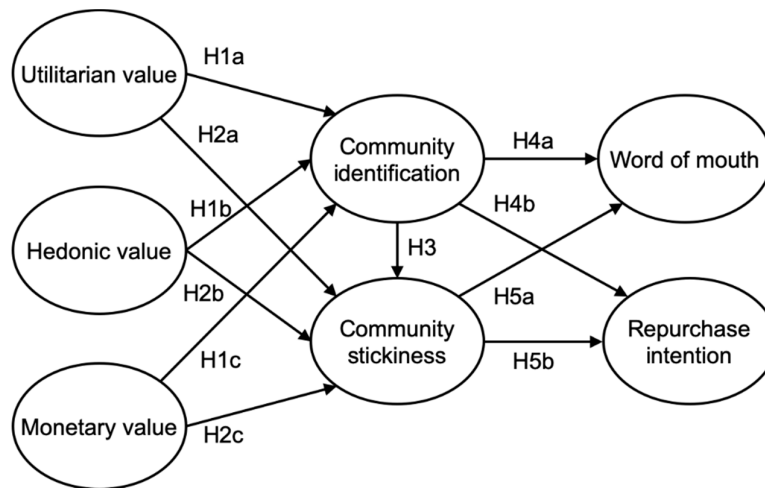 Utilitarian value
H1a
H2a
Hedonic value
H1b
H2b
Monetary value
H1c
H2c
Community
identification
H3
Community
stickiness
H4a
H4b
H5a
H5b
Word of mouth
Repurchase
intention